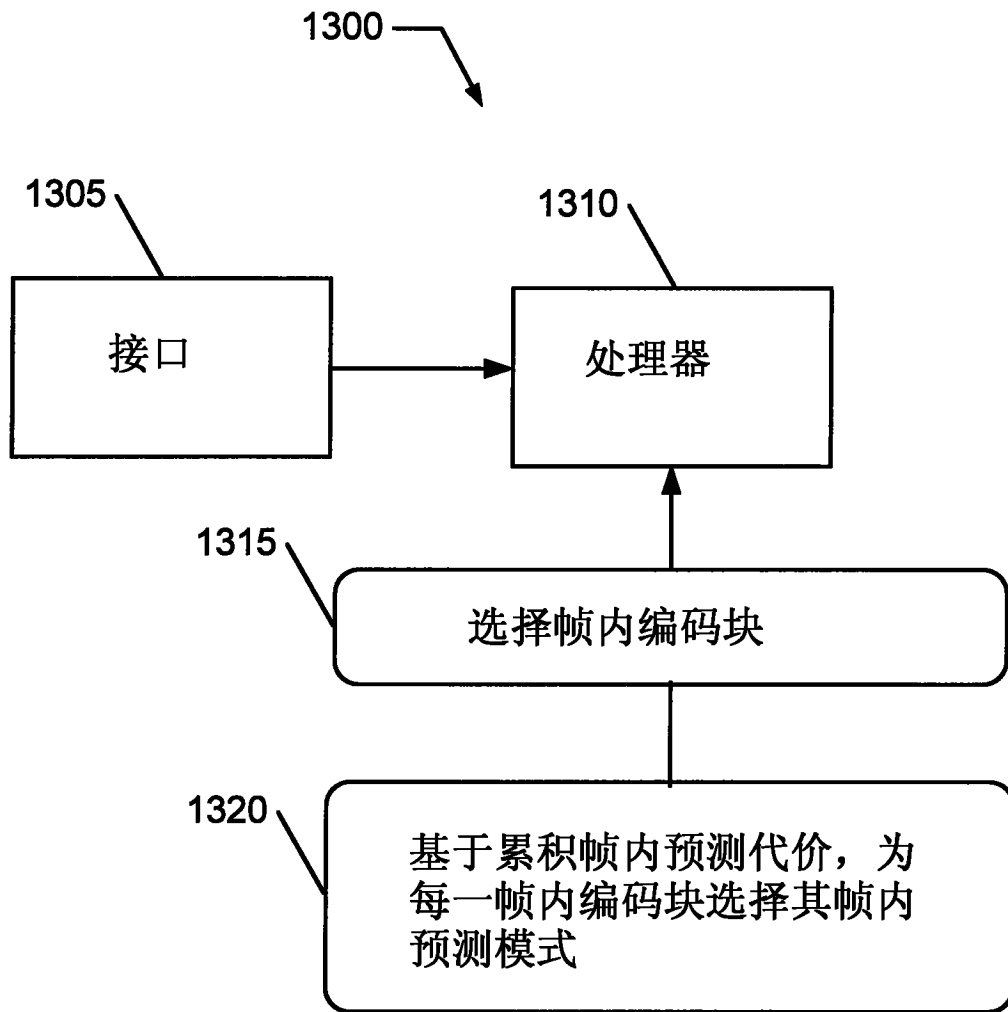 1300
1305
1310
接口
处理器
1315
选择帧内编码块
1320
基于累积帧内预测代价，为
每一帧内编码块选择其帧内
预测模式